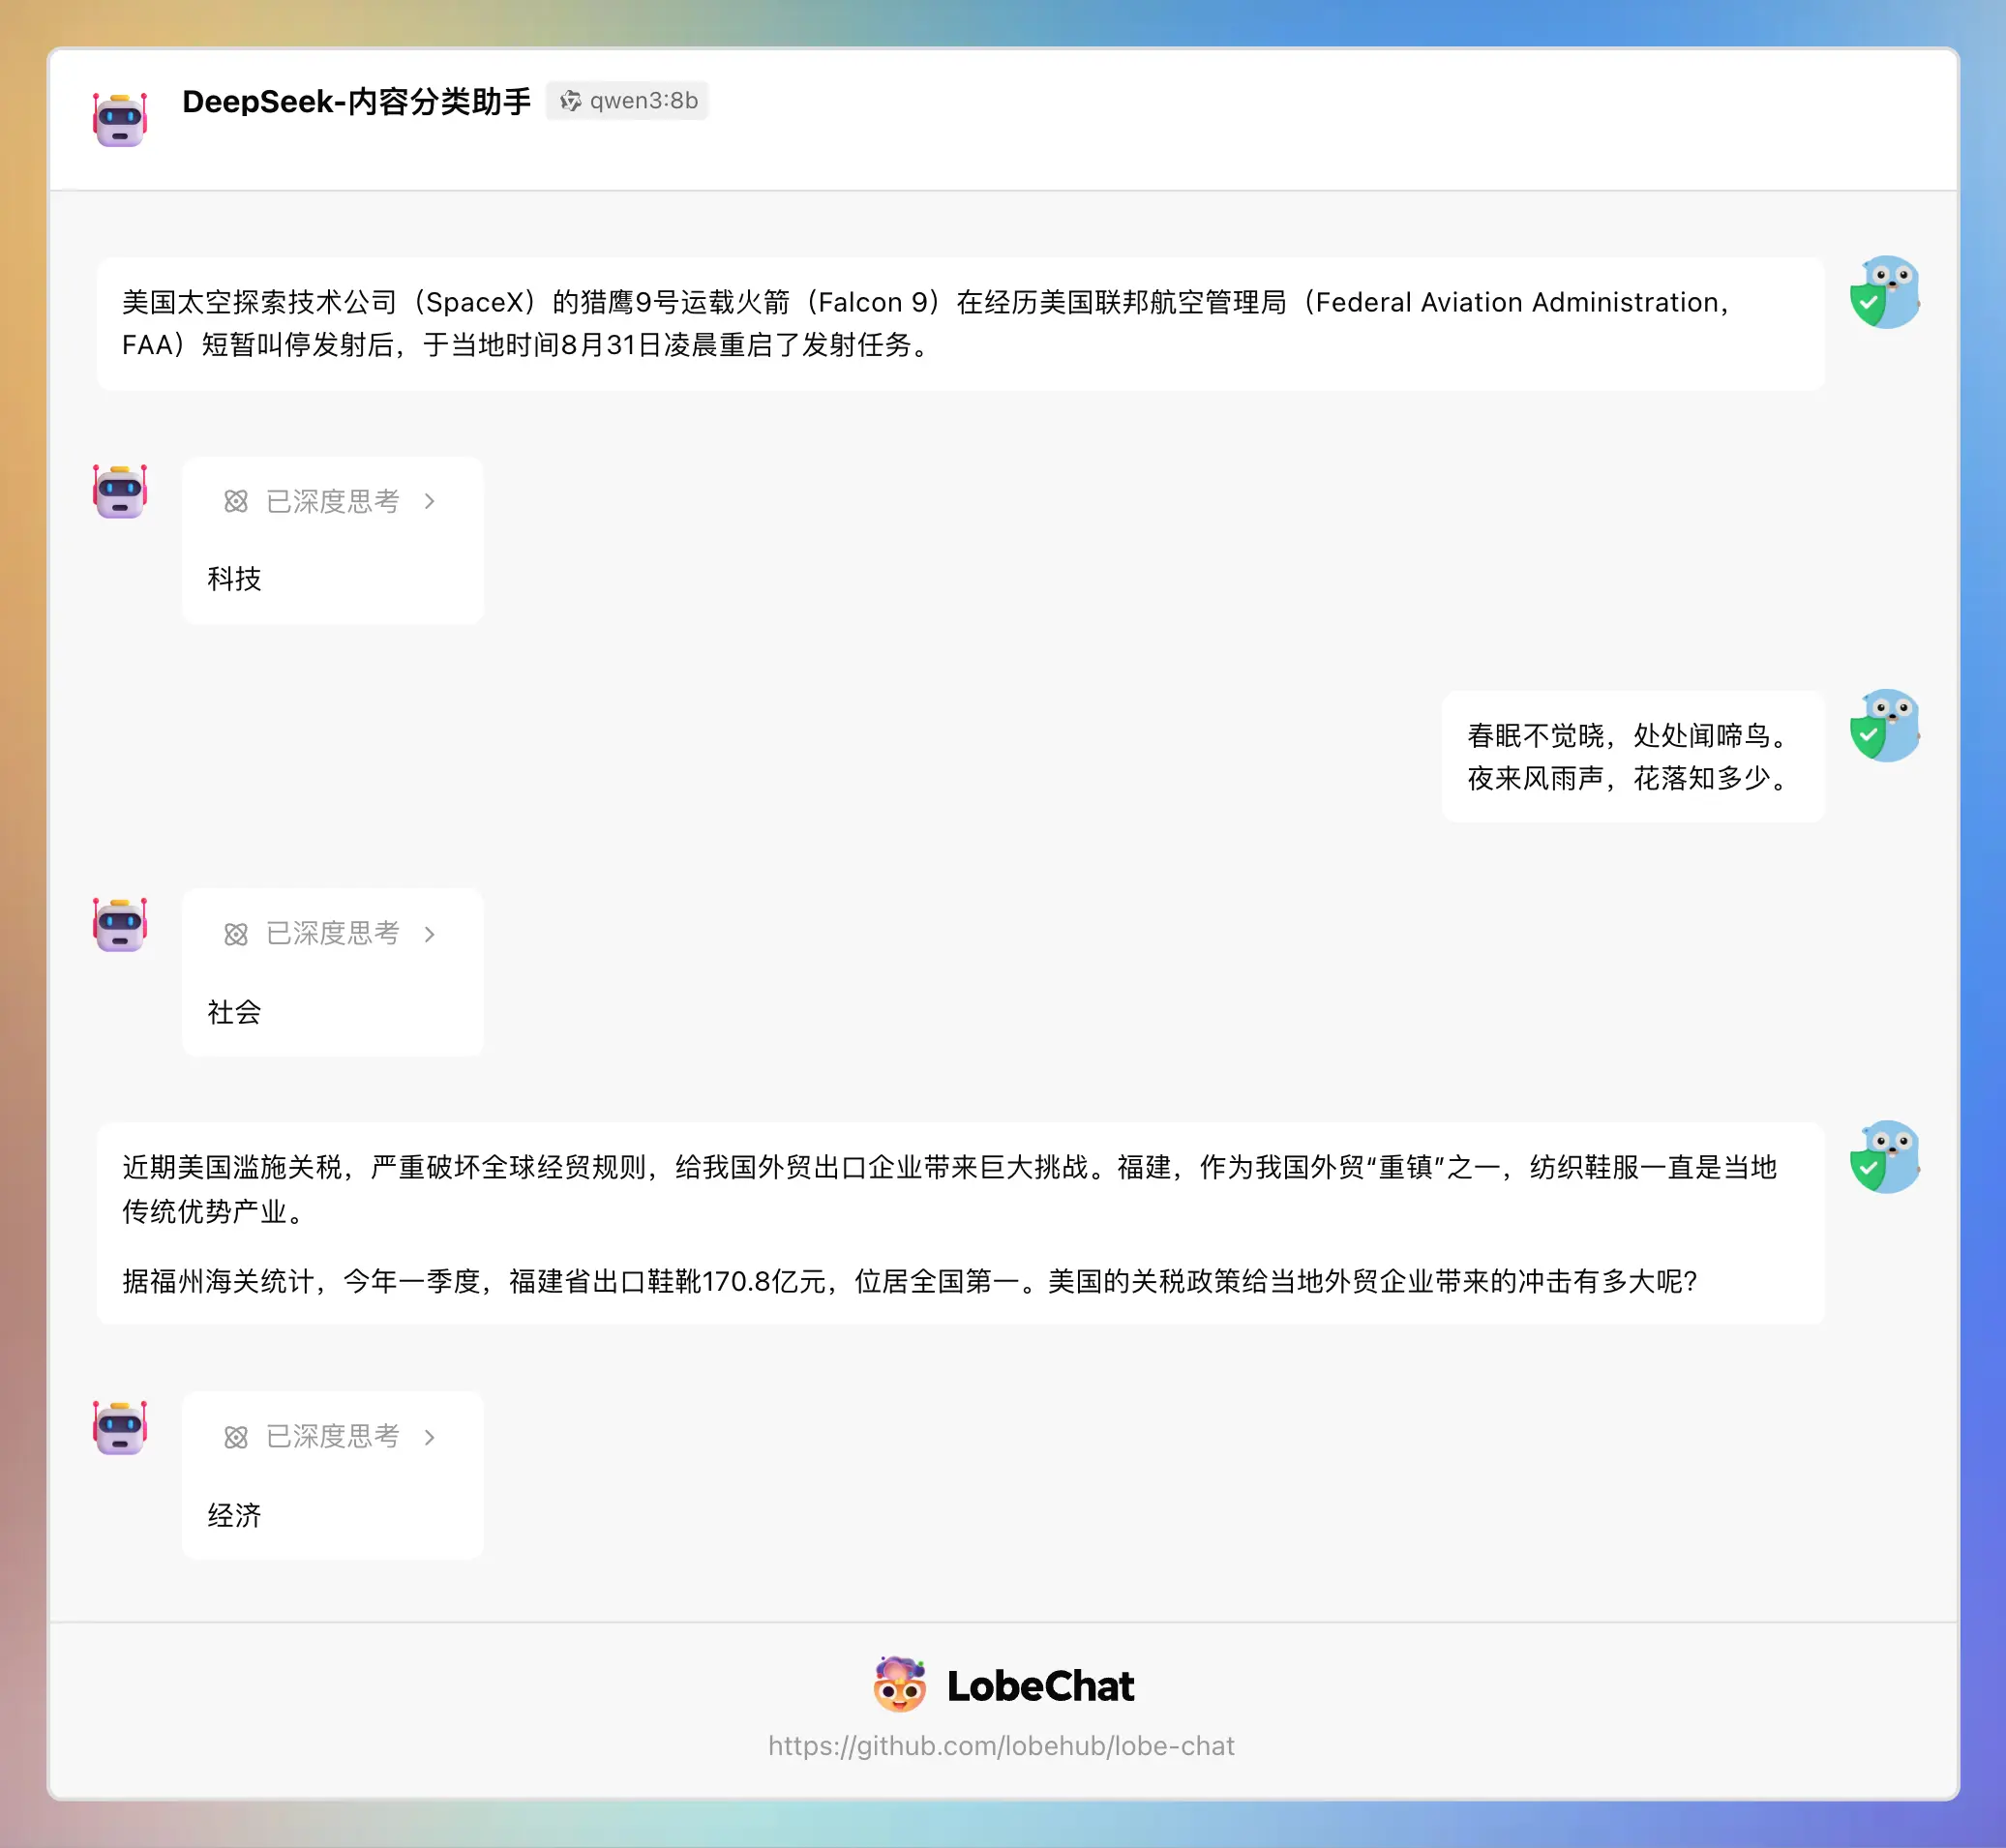 DeepSeek-内容分类助手
qwen3:8b
美国太空探索技术公司（SpaceX）的猎鹰9号运载火箭（Falcon 9）在经历美国联邦航空管理局（Federal Aviation Administration,
FAA）短暂叫停发射后，于当地时间8月31日凌晨重启了发射任务。
已深度思考
科技
春眠不觉晓，处处闻啼鸟。
夜来风雨声，花落知多少。
已深度思考
社会
近期美国滥施关税，严重破坏全球经贸规则，给我国外贸出口企业带来巨大挑战。福建，作为我国外贸“重镇”之一，纺织鞋服一直是当地
传统优势产业。
据福州海关统计，今年一季度，福建省出口鞋靴170.8亿元，位居全国第一。美国的关税政策给当地外贸企业带来的冲击有多大呢？
已深度思考
经济
LobeChat
https://github.com/lobehub/lobe-chat